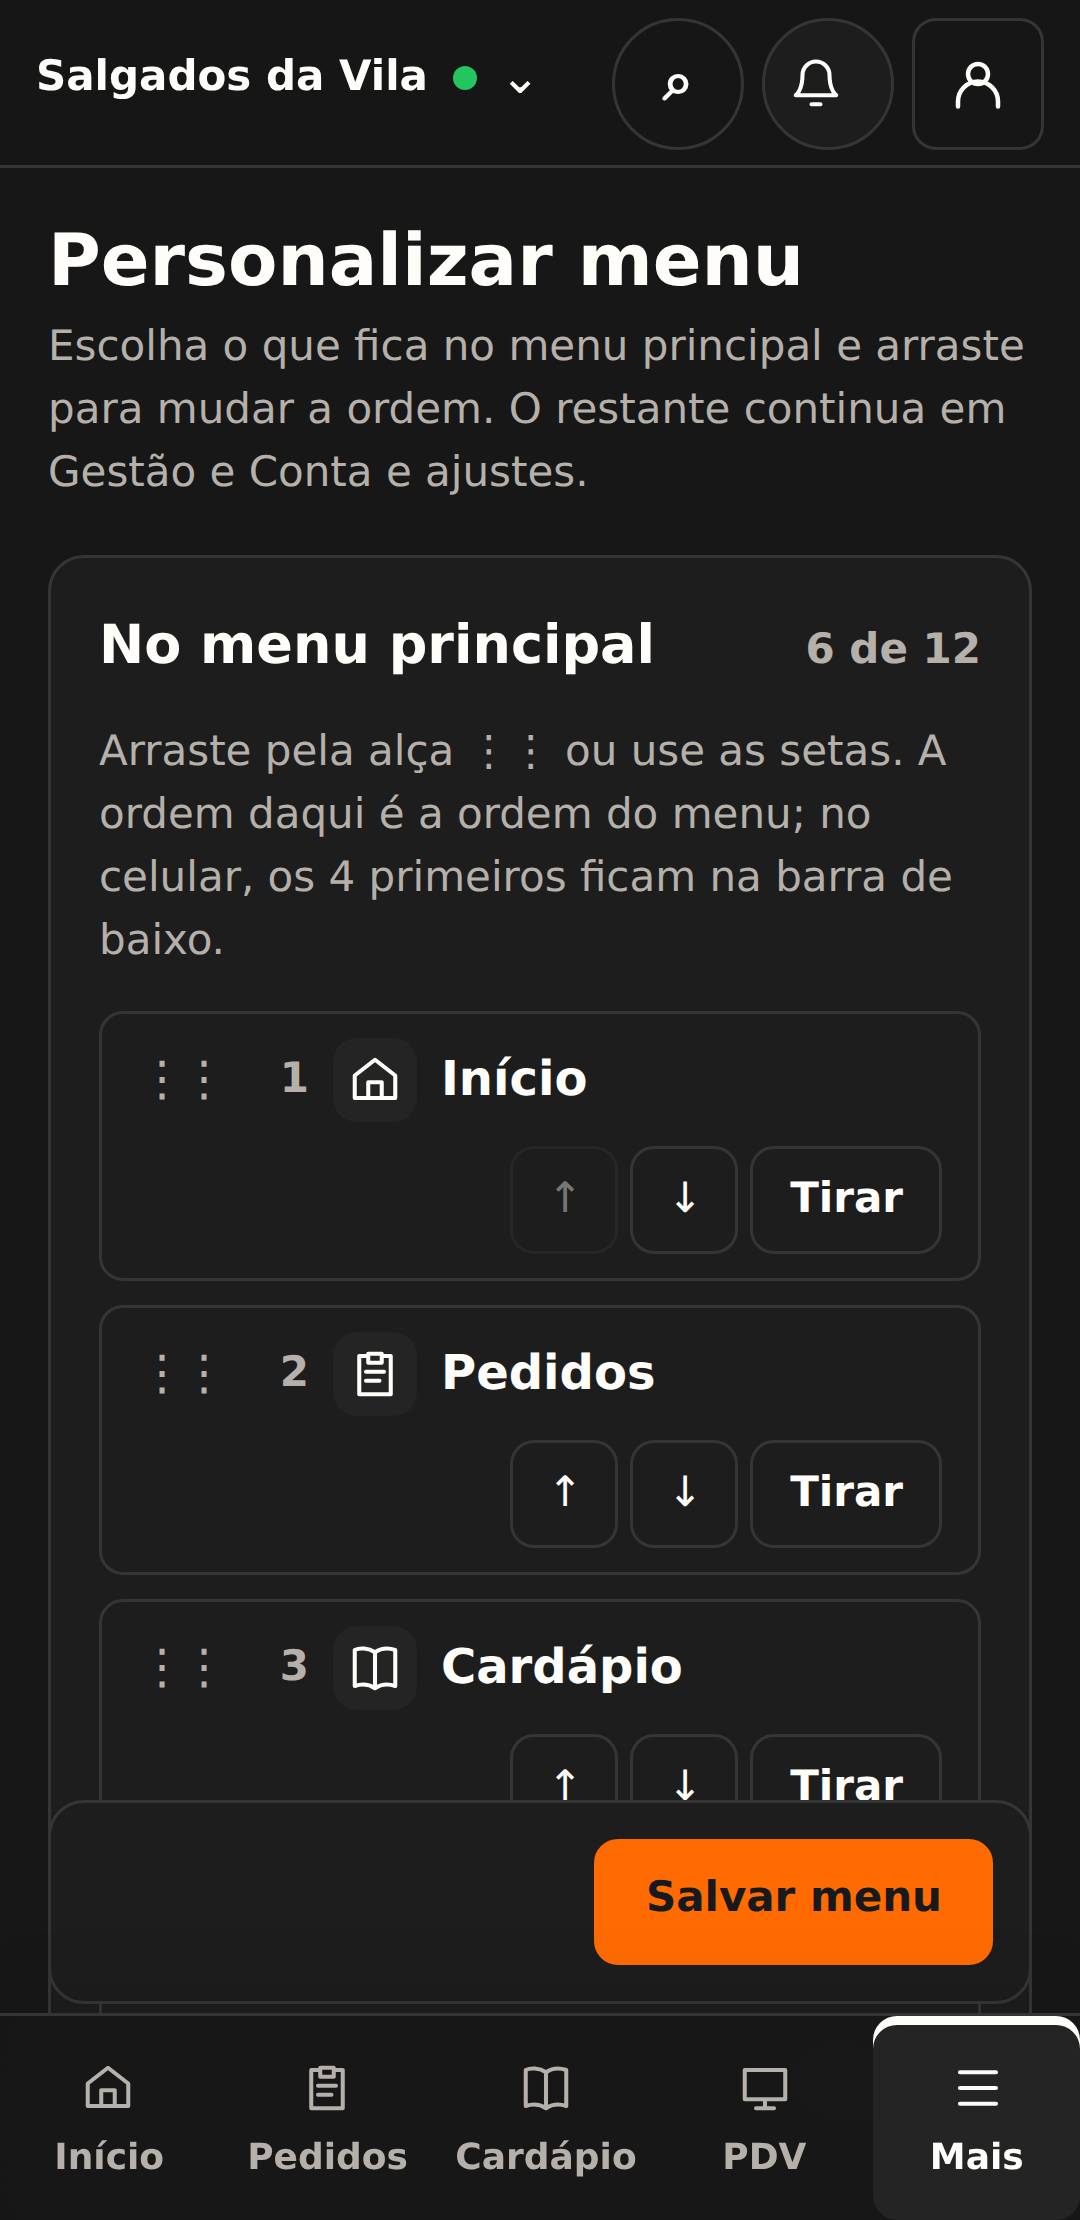 Salgados da Vila
Personalizar menu
Escolha o que fica no menu principal e arraste
para mudar a ordem. O restante continua em
Gestão e Conta e ajustes.
No menu principal
6 de 12
Arraste pela alça ⋮⋮ ou use as setas. A
ordem daqui é a ordem do menu; no
celular, os 4 primeiros ficam na barra de
baixo.
⋮⋮ 1 Início
↑ ↓ Tirar
⋮⋮ 2 Pedidos
↑ ↓ Tirar
⋮⋮ 3 Cardápio
↑ ↓ Tirar
Salvar menu
Início Pedidos Cardápio PDV Mais